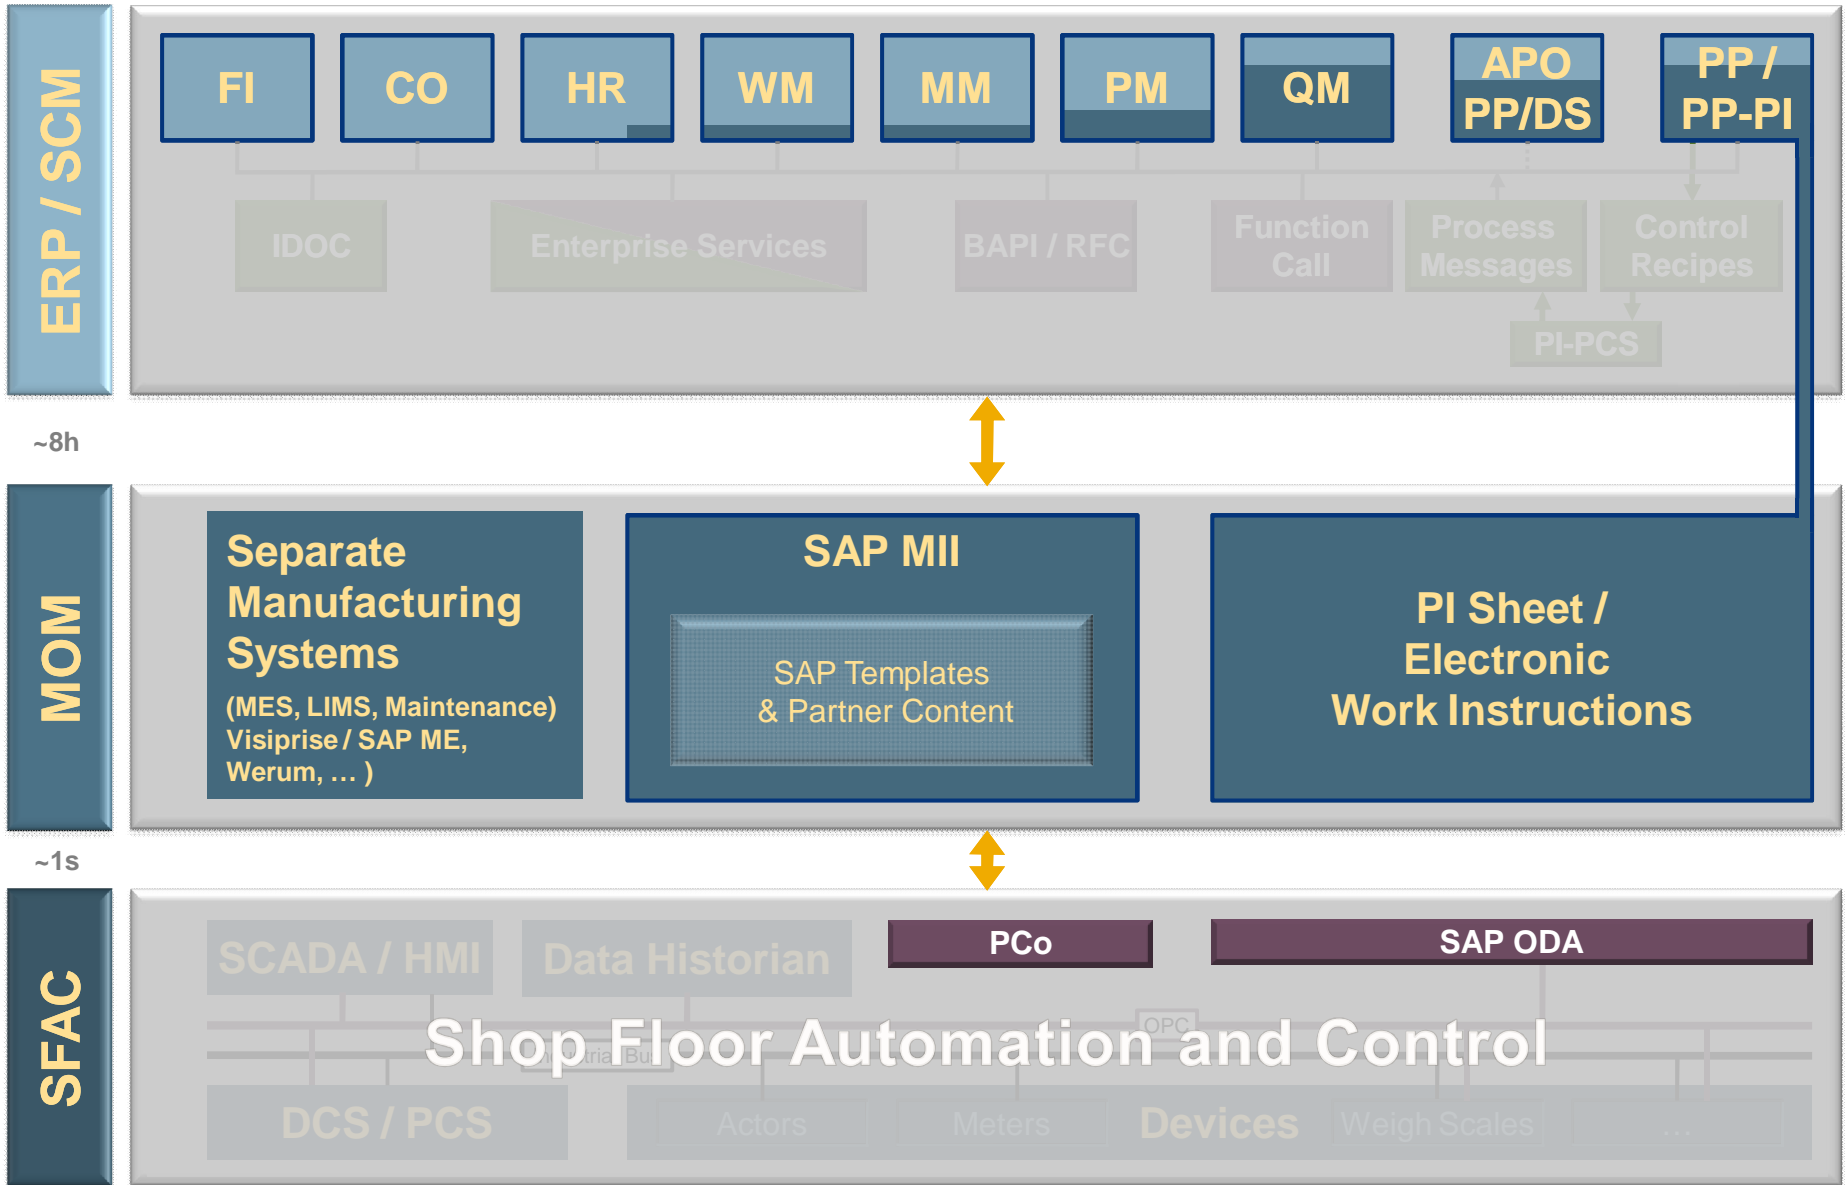 ERP / SCM
FI
CO
HR
WM
MM
PM
QM
APO
PP/DS
PP /
PP-PI
IDOC
Enterprise Services
BAPI / RFC
Function
Call
Process
Messages
Control
Recipes
PI-PCS
~8h
MOM
Separate
Manufacturing
Systems
(MES, LIMS, Maintenance)
Visiprise / SAP ME,
Werum, … )
SAP MII
SAP Templates
& Partner Content
PI Sheet /
Electronic
Work Instructions
~1s
SFAC
SCADA / HMI
Data Historian
PCo
SAP ODA
OPC
Shop Floor Automation and Control
DCS / PCS
Actors
Meters
Devices
Weigh Scales
…